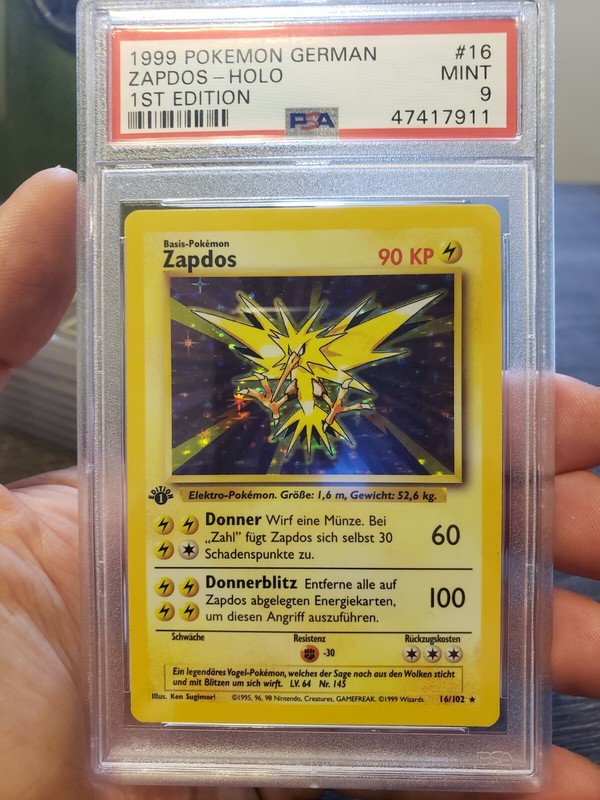 1999 POKEMON GERMAN #16
ZAPDOS – HOLO MINT
1ST EDITION 9
PSA 47417911
Basis-Pokémon
Zapdos 90 KP
EDITION 1
Elektro-Pokémon. Größe: 1,6 m, Gewicht: 52,6 kg.
Donner Wirf eine Münze. Bei
„Zahl" fügt Zapdos sich selbst 30 60
Schadenspunkte zu.
Donnerblitz Entferne alle auf
Zapdos abgelegten Energiekarten, 100
um diesen Angriff auszuführen.
Schwäche Resistenz Rückzugskosten
-30
Ein legendäres Vogel-Pokémon, welches der Sage nach aus den Wolken sticht
und mit Blitzen um sich wirft. LV. 64 Nr. 145
Illus. Ken Sugimori ©1995, 96, 98 Nintendo, Creatures, GAMEFREAK. ©1999 Wizards. 16/102 ★
PSA